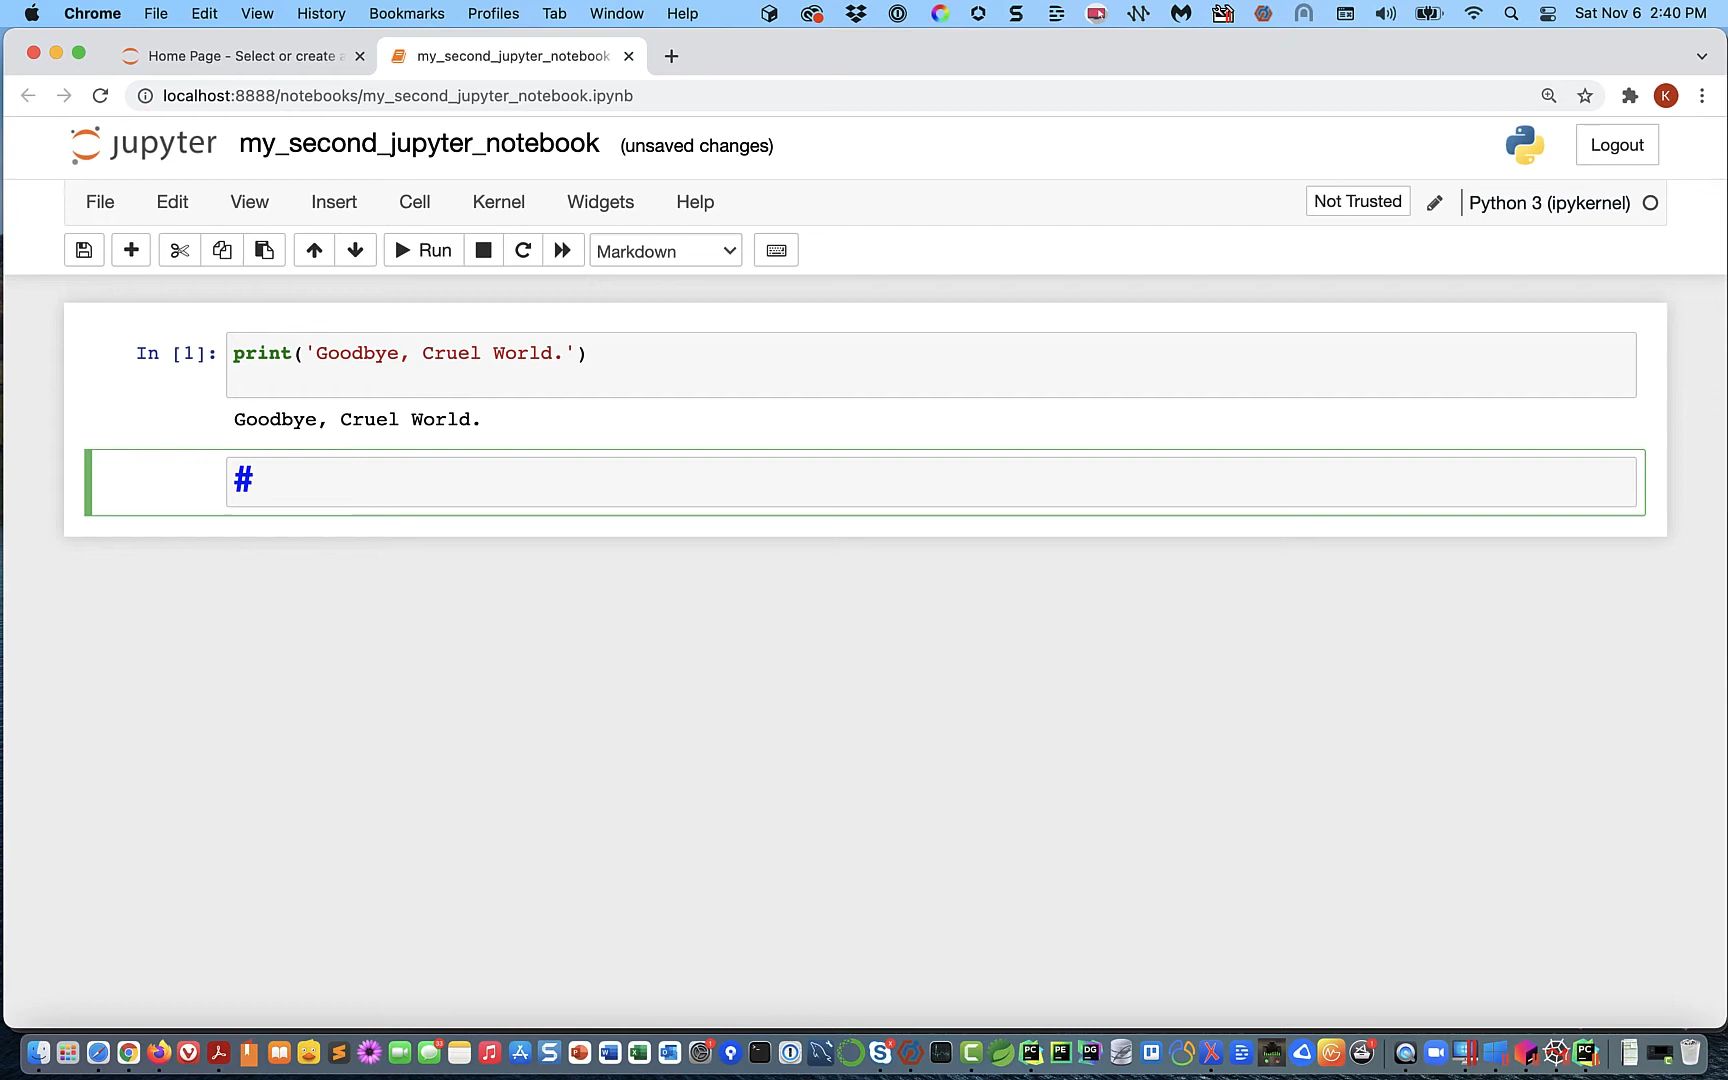 Chrome File Edit View History Bookmarks Profiles Tab Window Help Sat Nov 6 2:40 PM
Home Page - Select or create a my_second_jupyter_notebook
localhost:8888/notebooks/my_second_jupyter_notebook.ipynb K
jupyter my_second_jupyter_notebook (unsaved changes) Logout
File Edit View Insert Cell Kernel Widgets Help Not Trusted Python 3 (ipykernel)
Run Markdown
In [1]: print('Goodbye, Cruel World.')
Goodbye, Cruel World.
#